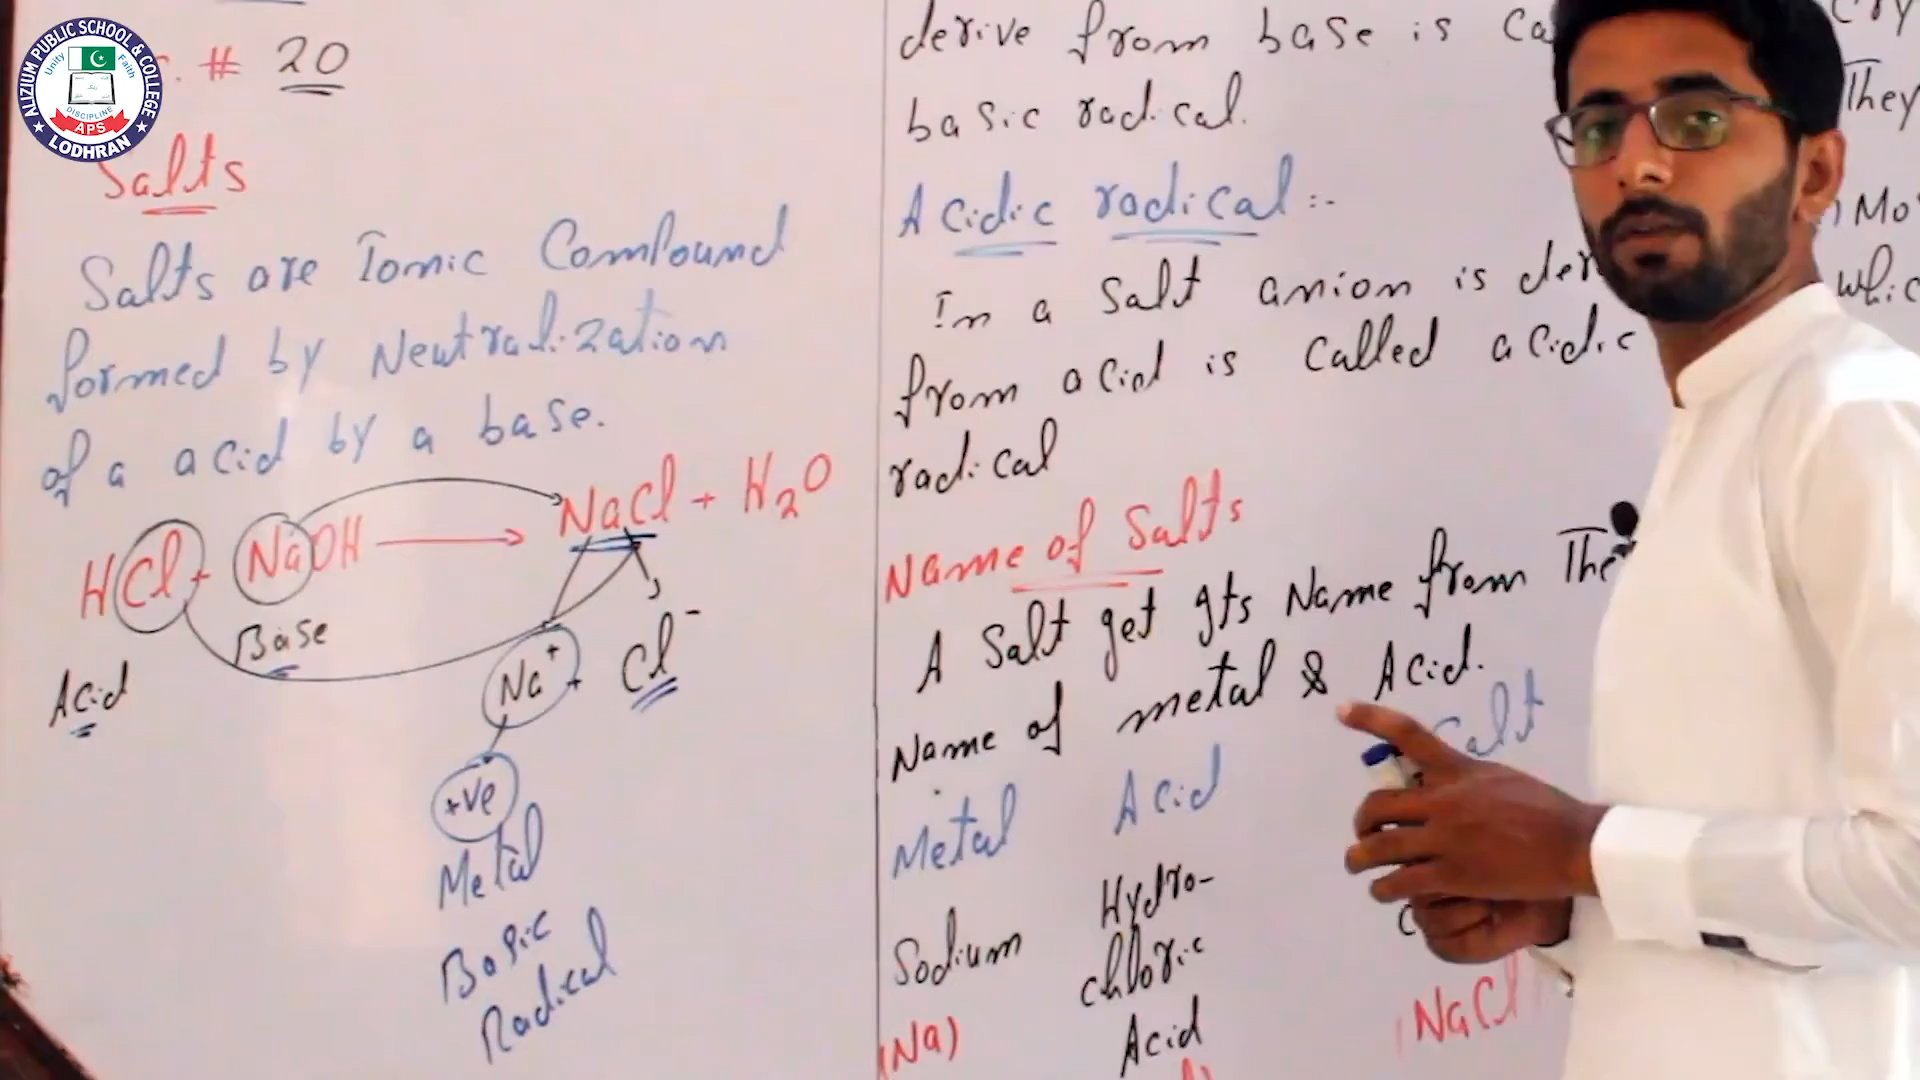 ALIZIUM PUBLIC SCHOOL & COLLEGE
Unity
Faith
DISCIPLINE
APS
LODHRAN
# 20
Salts
Salts are Ionic Compound
formed by Neutralization
of a acid by a base.
HCl + NaOH → NaCl + H2O
Base
Acid
Na+ + Cl-
+ve
Metal
Basic
Radical
derive from base is
basic radical.
Acidic radical :-
In a Salt anion is
from acid is Called acidic
radical
Name of Salts
A Salt get Its Name from The
Name of metal & Acid.
Metal Acid Salt
Sodium Hydro-
chloric
(Na) Acid
NaCl
They
which